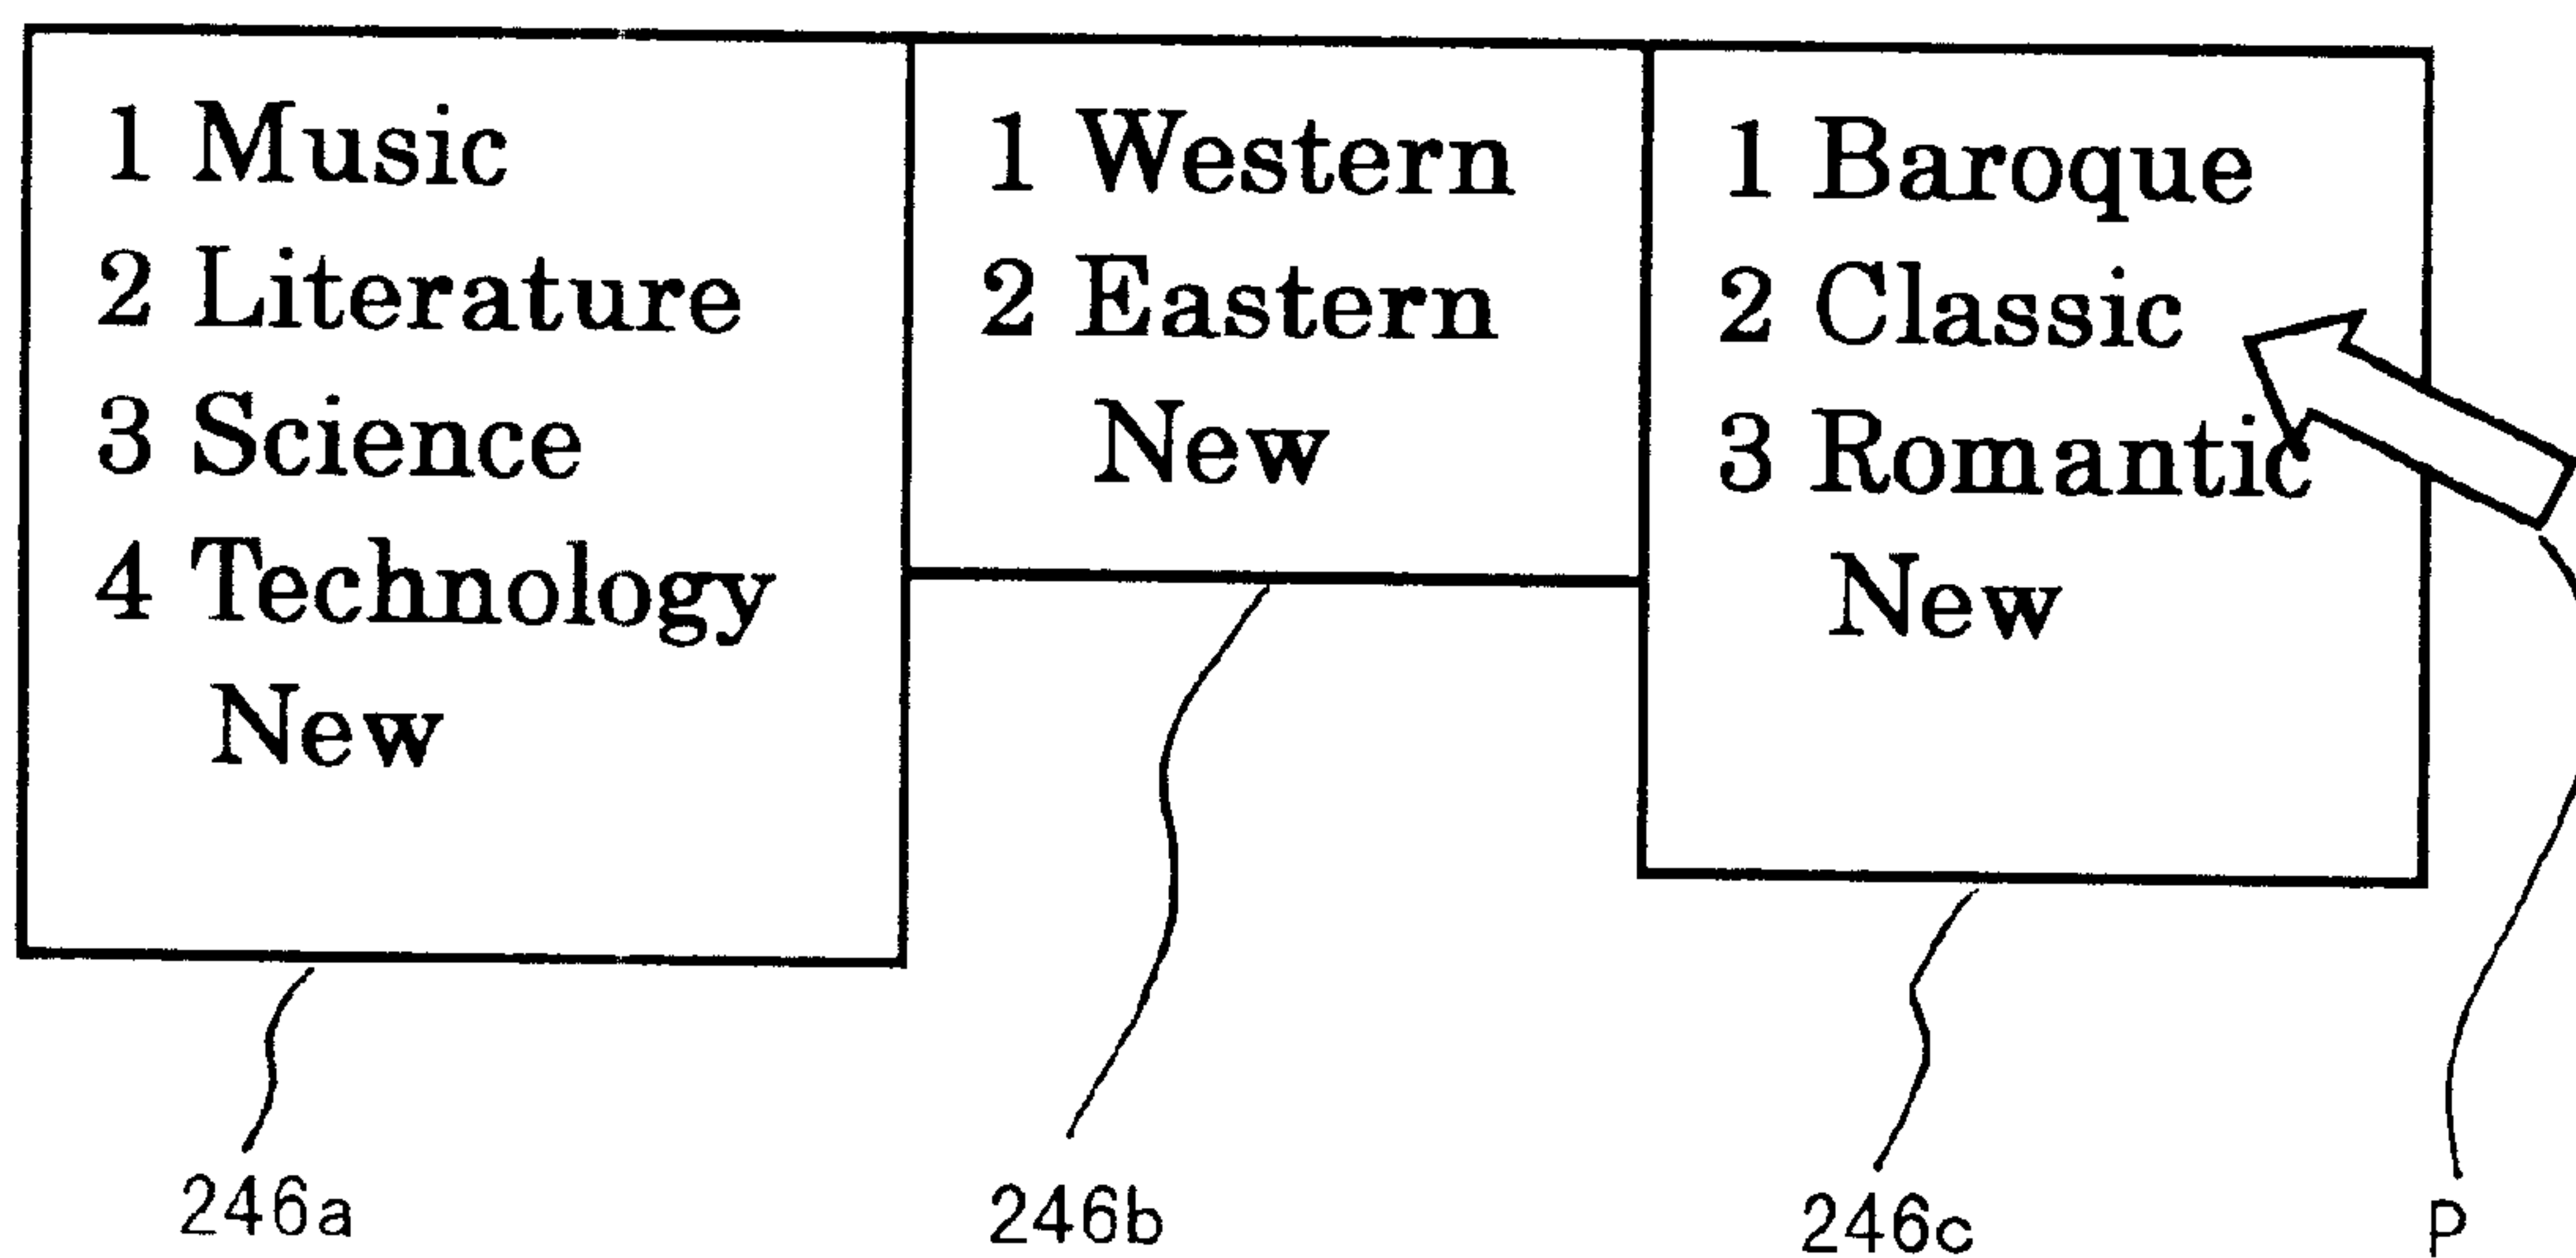 1 Music
2 Literature
3 Science
4 Technology
New
1 Western
2 Eastern
New
1 Baroque
2 Classic
3 Romantic
New
246a
246b
246c
P